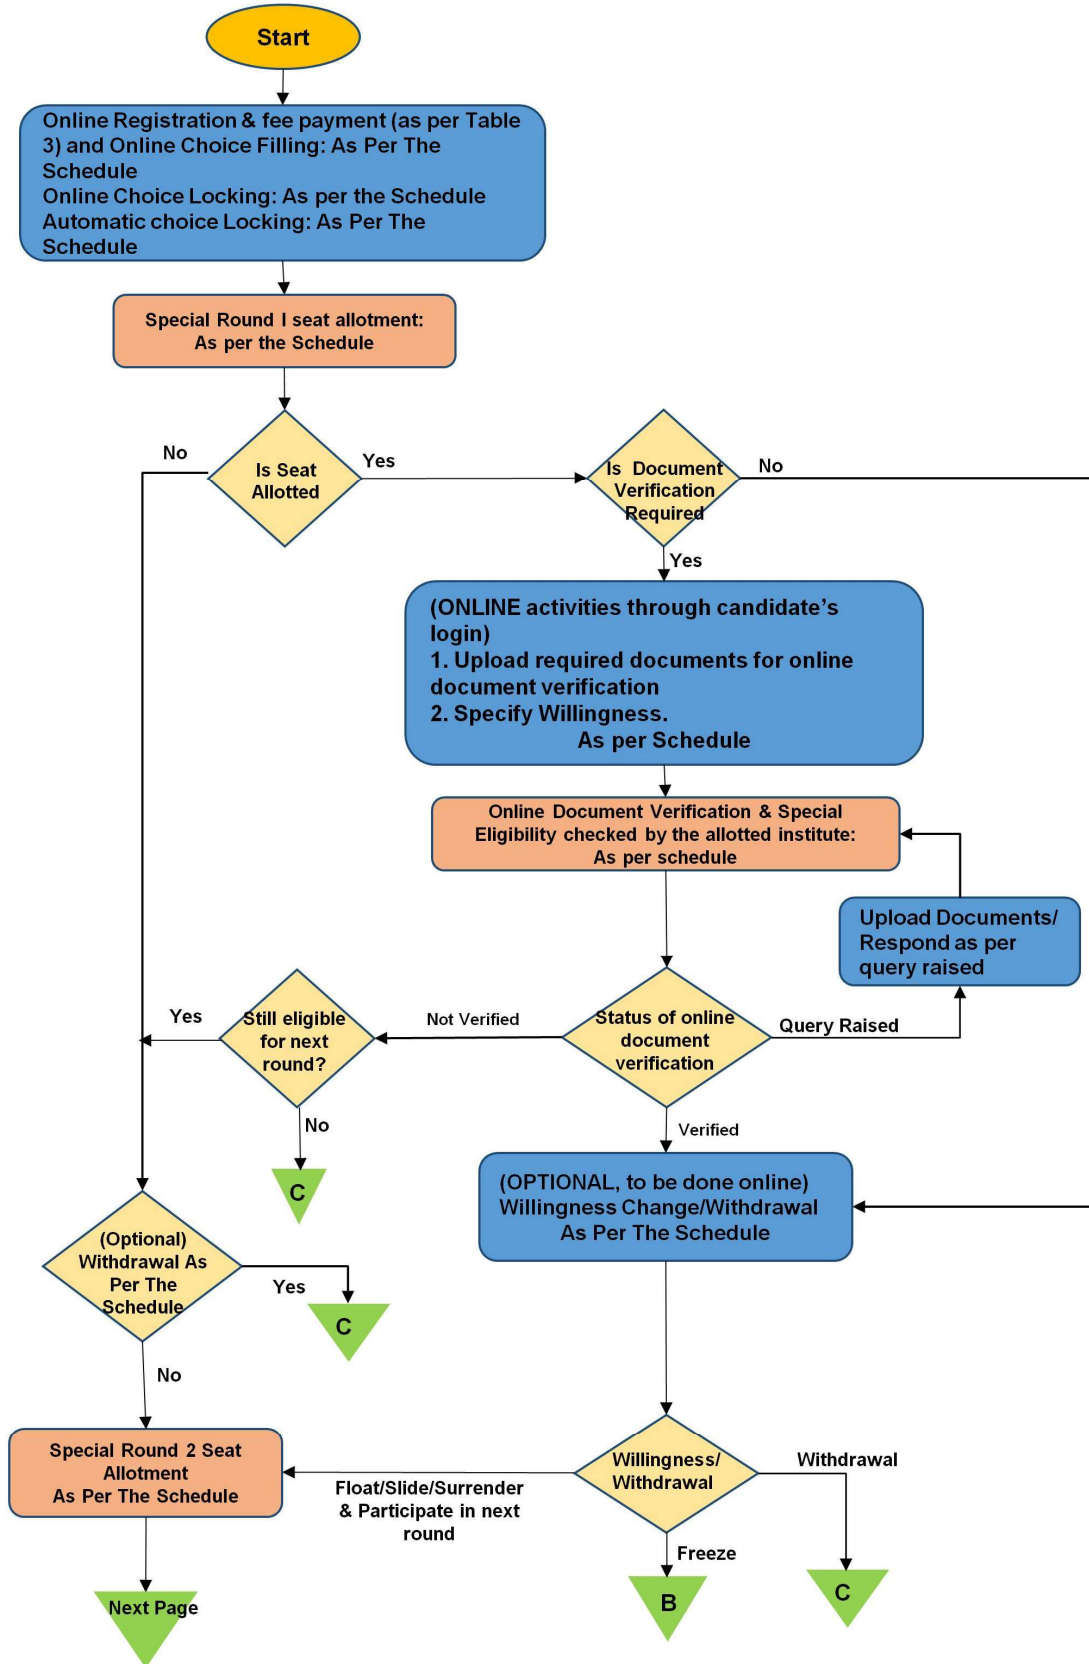 Start
Online Registration & fee payment (as per Table
3) and Online Choice Filling: As Per The
Schedule
Online Choice Locking: As per the Schedule
Automatic choice Locking: As Per The
Schedule
Special Round I seat allotment:
As per the Schedule
No
Is Seat
Allotted
Yes
Is Document
Verification
Required
No
Yes
(ONLINE activities through candidate’s
login)
1. Upload required documents for online
document verification
2. Specify Willingness.
As per Schedule
Online Document Verification & Special
Eligibility checked by the allotted institute:
As per schedule
Upload Documents/
Respond as per
query raised
Yes
Still eligible
for next
round?
Not Verified
Status of online
document
verification
Query Raised
No
C
Verified
(OPTIONAL, to be done online)
Willingness Change/Withdrawal
As Per The Schedule
(Optional)
Withdrawal As
Per The
Schedule
Yes
C
No
Special Round 2 Seat
Allotment
As Per The Schedule
Float/Slide/Surrender
& Participate in next
round
Willingness/
Withdrawal
Withdrawal
Freeze
Next Page
B
C